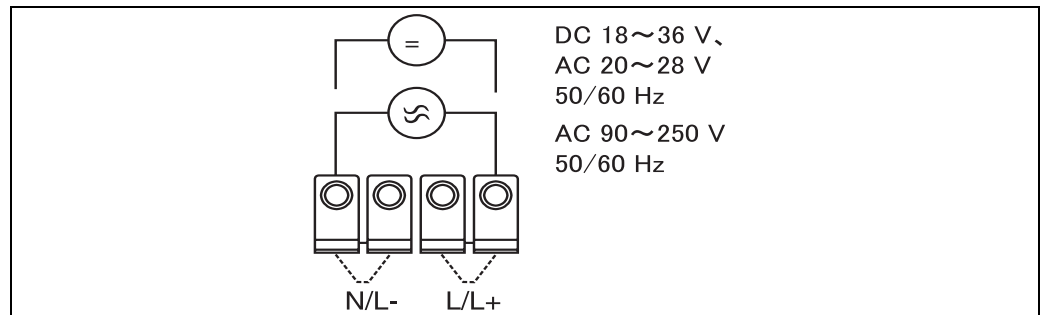 =
DC 18～36 V、
AC 20～28 V
50/60 Hz
≈
AC 90～250 V
50/60 Hz
N/L- L/L+